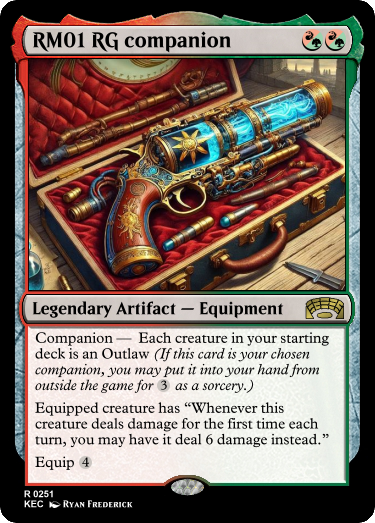 RM01 RG companion
Legendary Artifact — Equipment
Companion — Each creature in your starting
deck is an Outlaw (If this card is your chosen
companion, you may put it into your hand from
outside the game for 3 as a sorcery.)
Equipped creature has “Whenever this
creature deals damage for the first time each
turn, you may have it deal 6 damage instead.”
Equip 4
R 0251
KEC Ryan Frederick